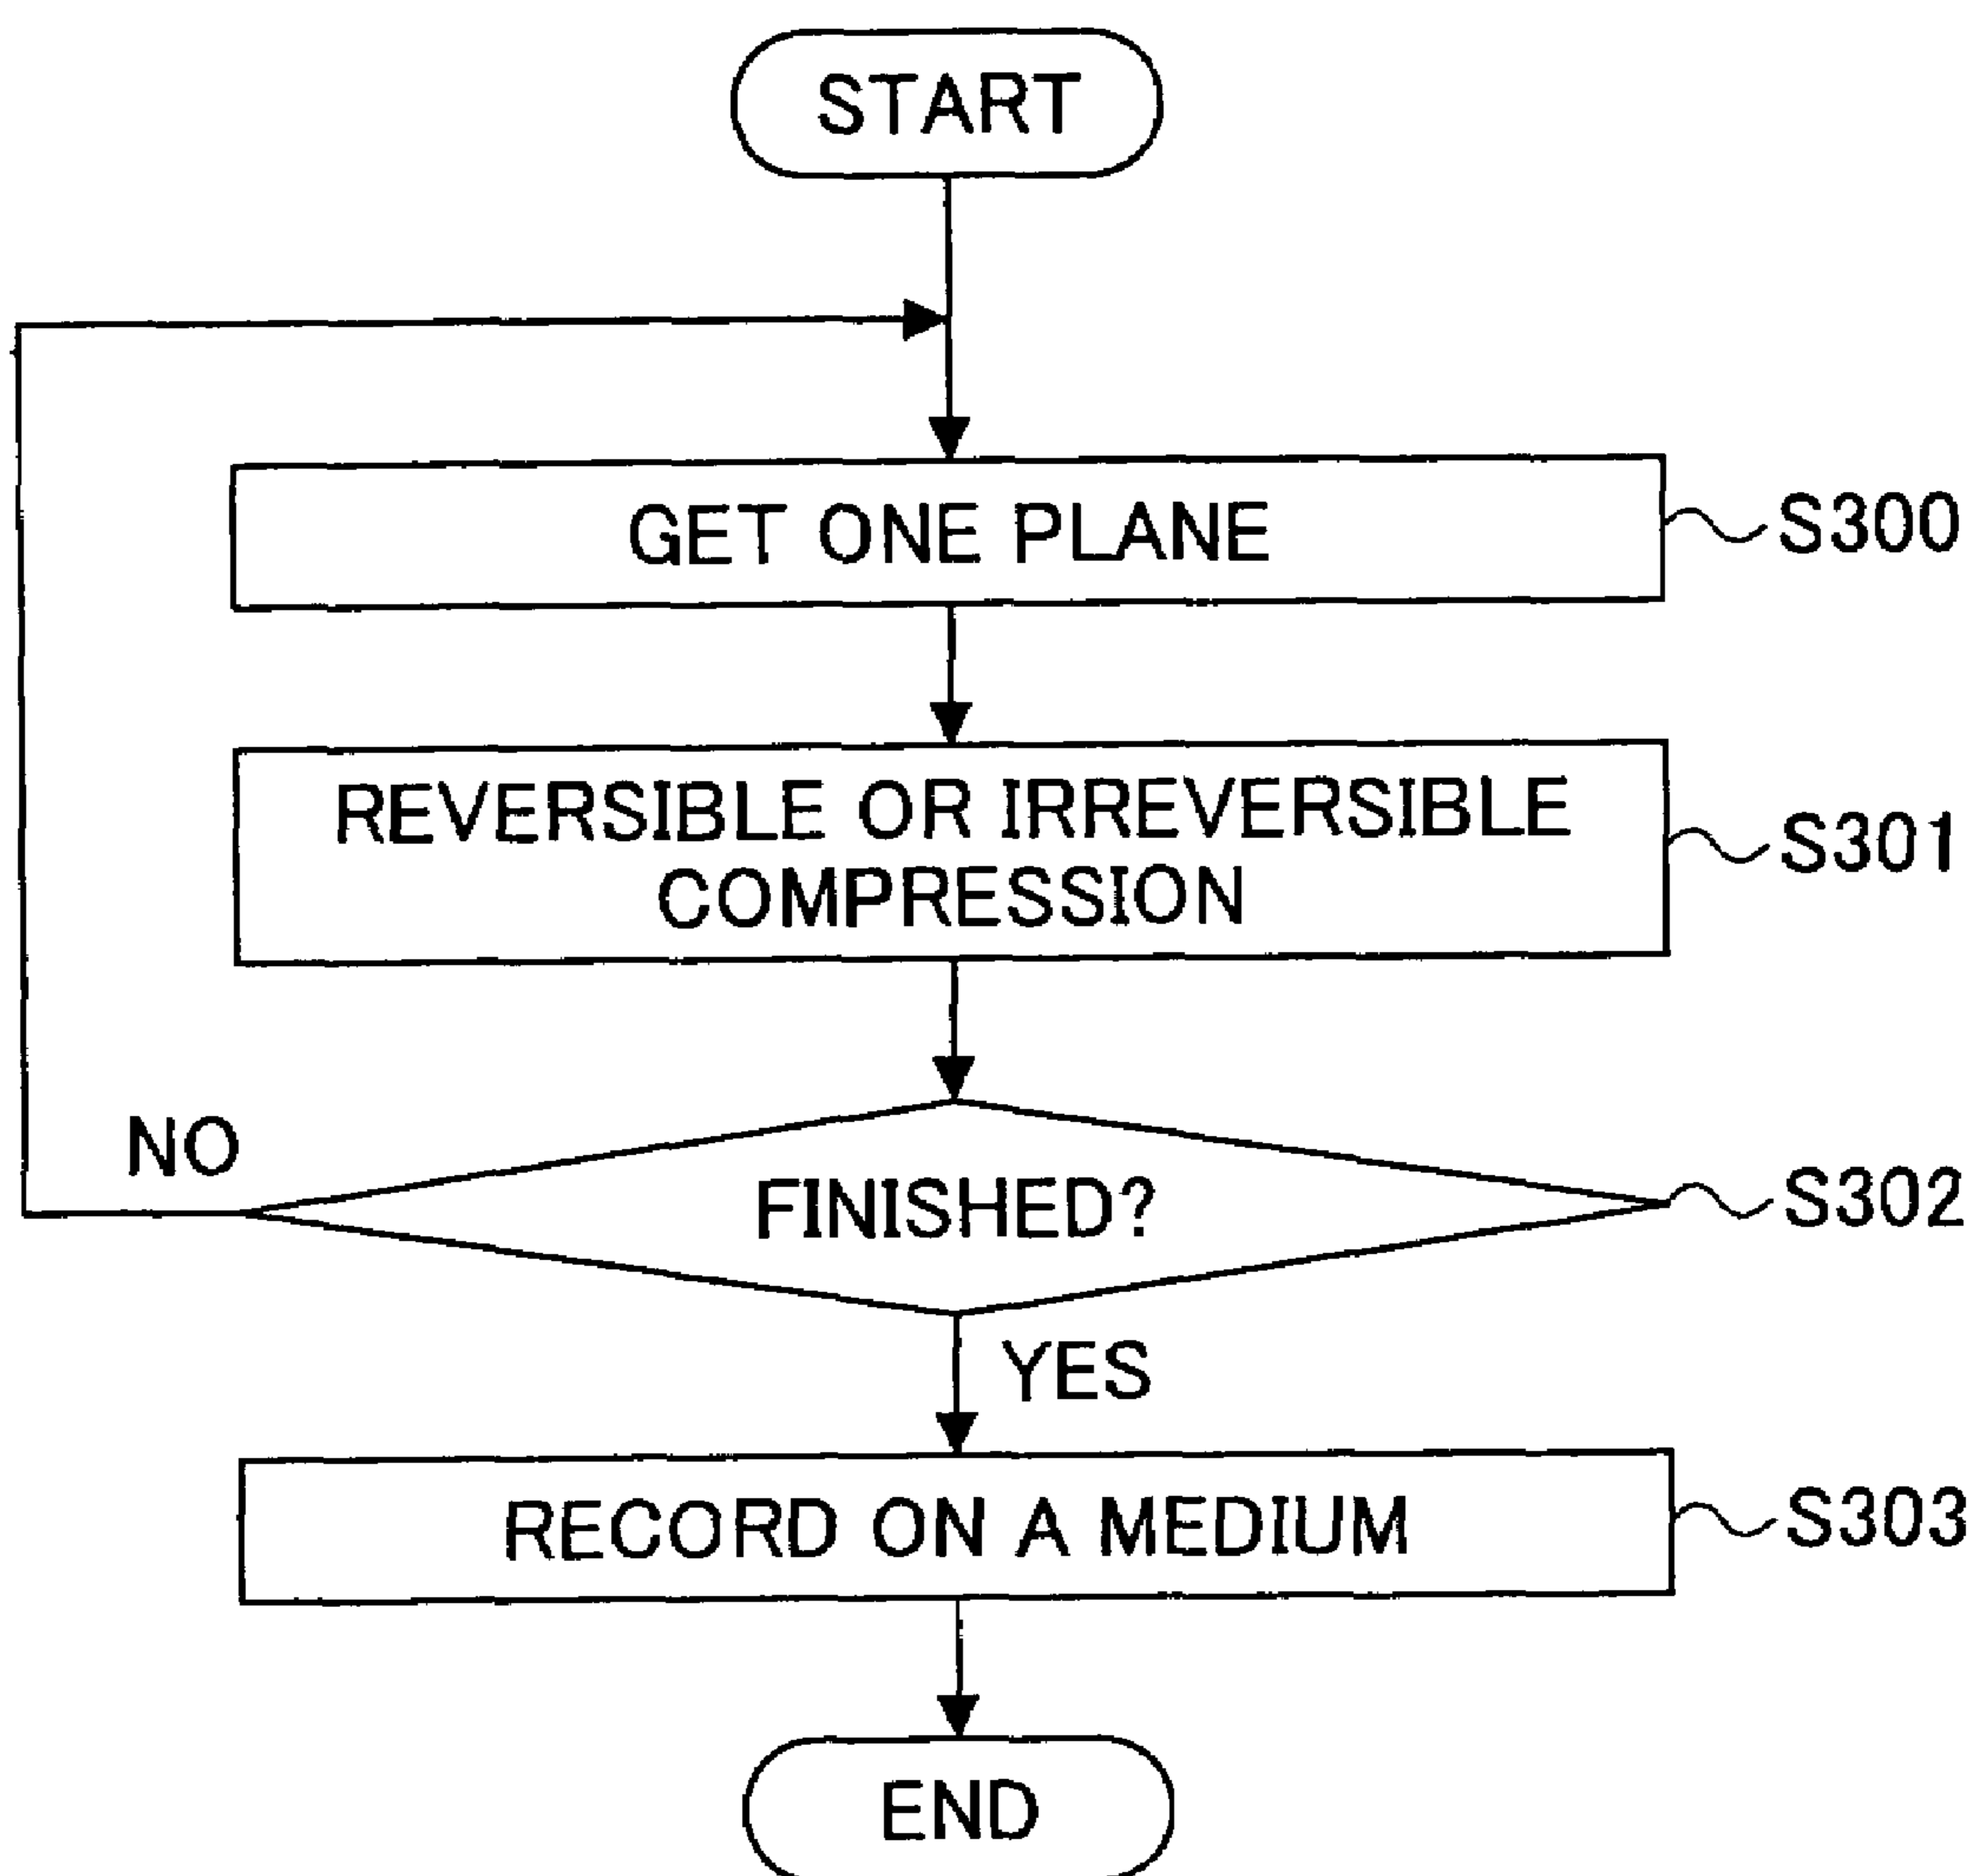 START
GET ONE PLANE
S300
REVERSIBLE OR IRREVERSIBLE
COMPRESSION
S301
NO
FINISHED?
S302
YES
RECORD ON A MEDIUM
S303
END